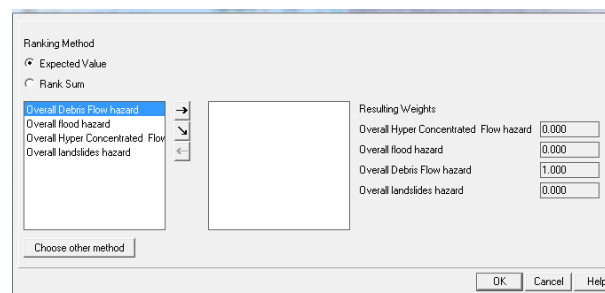 Ranking Method
Expected Value
Rank Sum
Overall Debris Flow hazard
Overall flood hazard
Overall Hyper Concentrated Flow
Overall landslides hazard
Resulting Weights
Overall Hyper Concentrated Flow hazard 0.000
Overall flood hazard 0.000
Overall Debris Flow hazard 1.000
Overall landslides hazard 0.000
Choose other method
OK Cancel Help